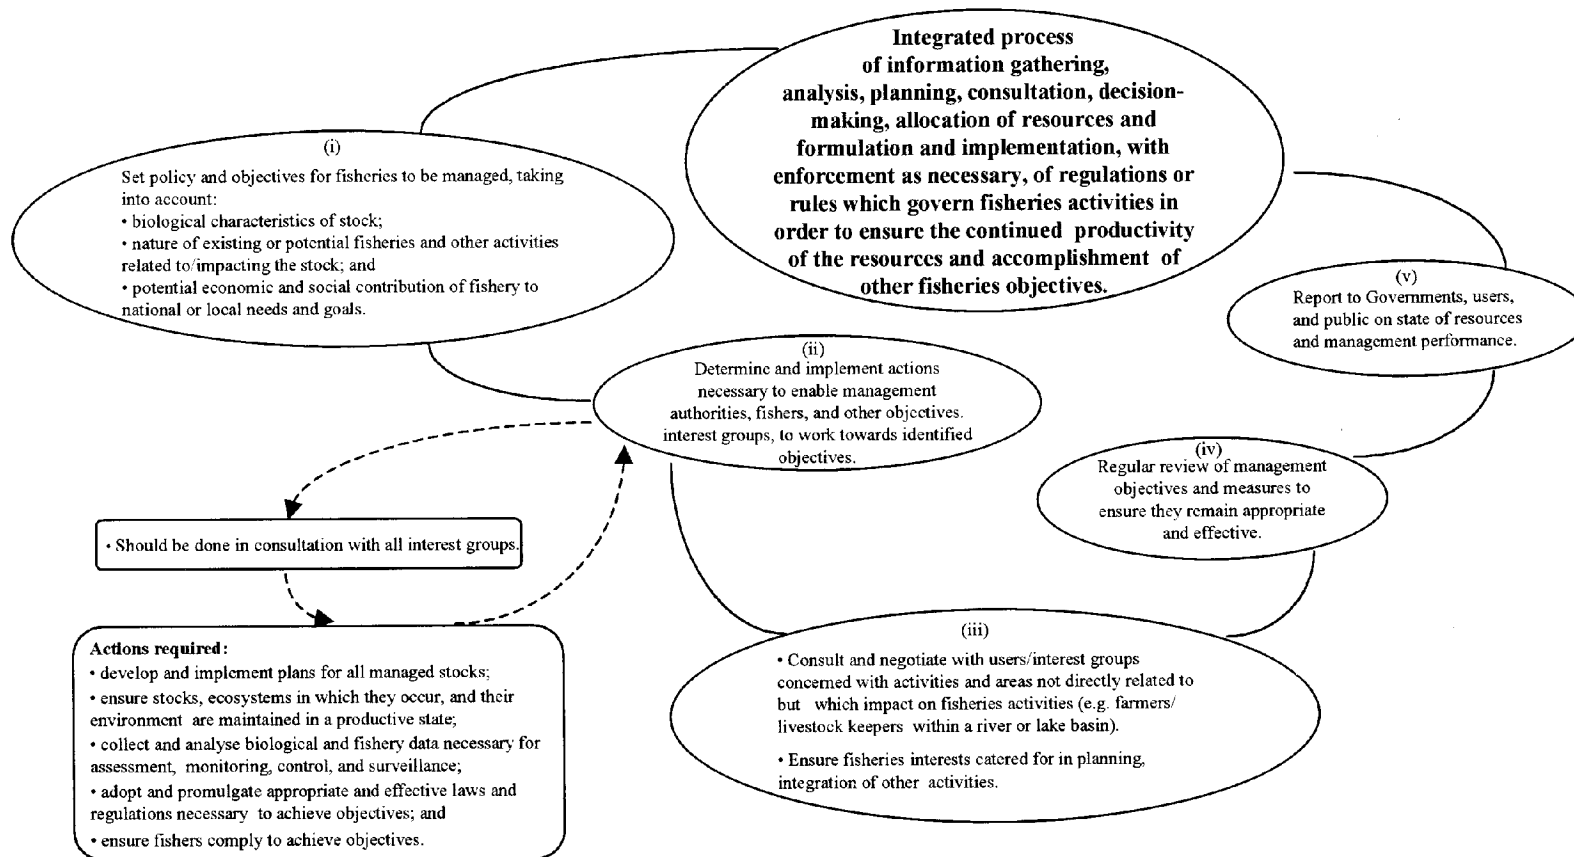 Integrated process
of information gathering,
analysis, planning, consultation, decision-
making, allocation of resources and
formulation and implementation, with
enforcement as necessary, of regulations or
rules which govern fisheries activities in
order to ensure the continued productivity
of the resources and accomplishment of
other fisheries objectives.
(i)
Set policy and objectives for fisheries to be managed, taking
into account:
• biological characteristics of stock;
• nature of existing or potential fisheries and other activities
related to/impacting the stock; and
• potential economic and social contribution of fishery to
national or local needs and goals.
(ii)
Determine and implement actions
necessary to enable management
authorities, fishers, and other objectives.
interest groups, to work towards identified
objectives.
• Should be done in consultation with all interest groups.
Actions required:
• develop and implement plans for all managed stocks;
• ensure stocks, ecosystems in which they occur, and their
environment are maintained in a productive state;
• collect and analyse biological and fishery data necessary for
assessment, monitoring, control, and surveillance;
• adopt and promulgate appropriate and effective laws and
regulations necessary to achieve objectives; and
• ensure fishers comply to achieve objectives.
(iii)
• Consult and negotiate with users/interest groups
concerned with activities and areas not directly related to
but which impact on fisheries activities (e.g. farmers/
livestock keepers within a river or lake basin).
• Ensure fisheries interests catered for in planning,
integration of other activities.
(iv)
Regular review of management
objectives and measures to
ensure they remain appropriate
and effective.
(v)
Report to Governments, users,
and public on state of resources
and management performance.